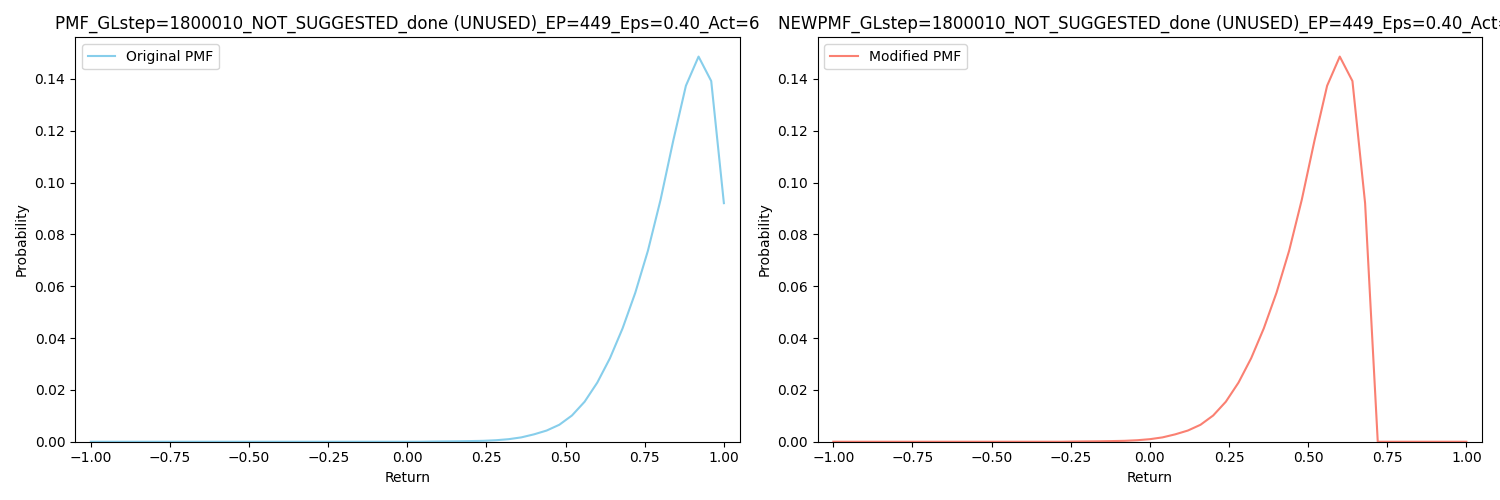 PMF_GLstep=1800010_NOT_SUGGESTED_done (UNUSED)_EP=449_Eps=0.40_Act=6
Original PMF
0.14
0.12
0.10
0.08
0.06
0.04
0.02
0.00
Probability
−1.00 −0.75 −0.50 −0.25 0.00 0.25 0.50 0.75 1.00
Return
NEWPMF_GLstep=1800010_NOT_SUGGESTED_done (UNUSED)_EP=449_Eps=0.40_Act=
Modified PMF
0.14
0.12
0.10
0.08
0.06
0.04
0.02
0.00
Probability
−1.00 −0.75 −0.50 −0.25 0.00 0.25 0.50 0.75 1.00
Return